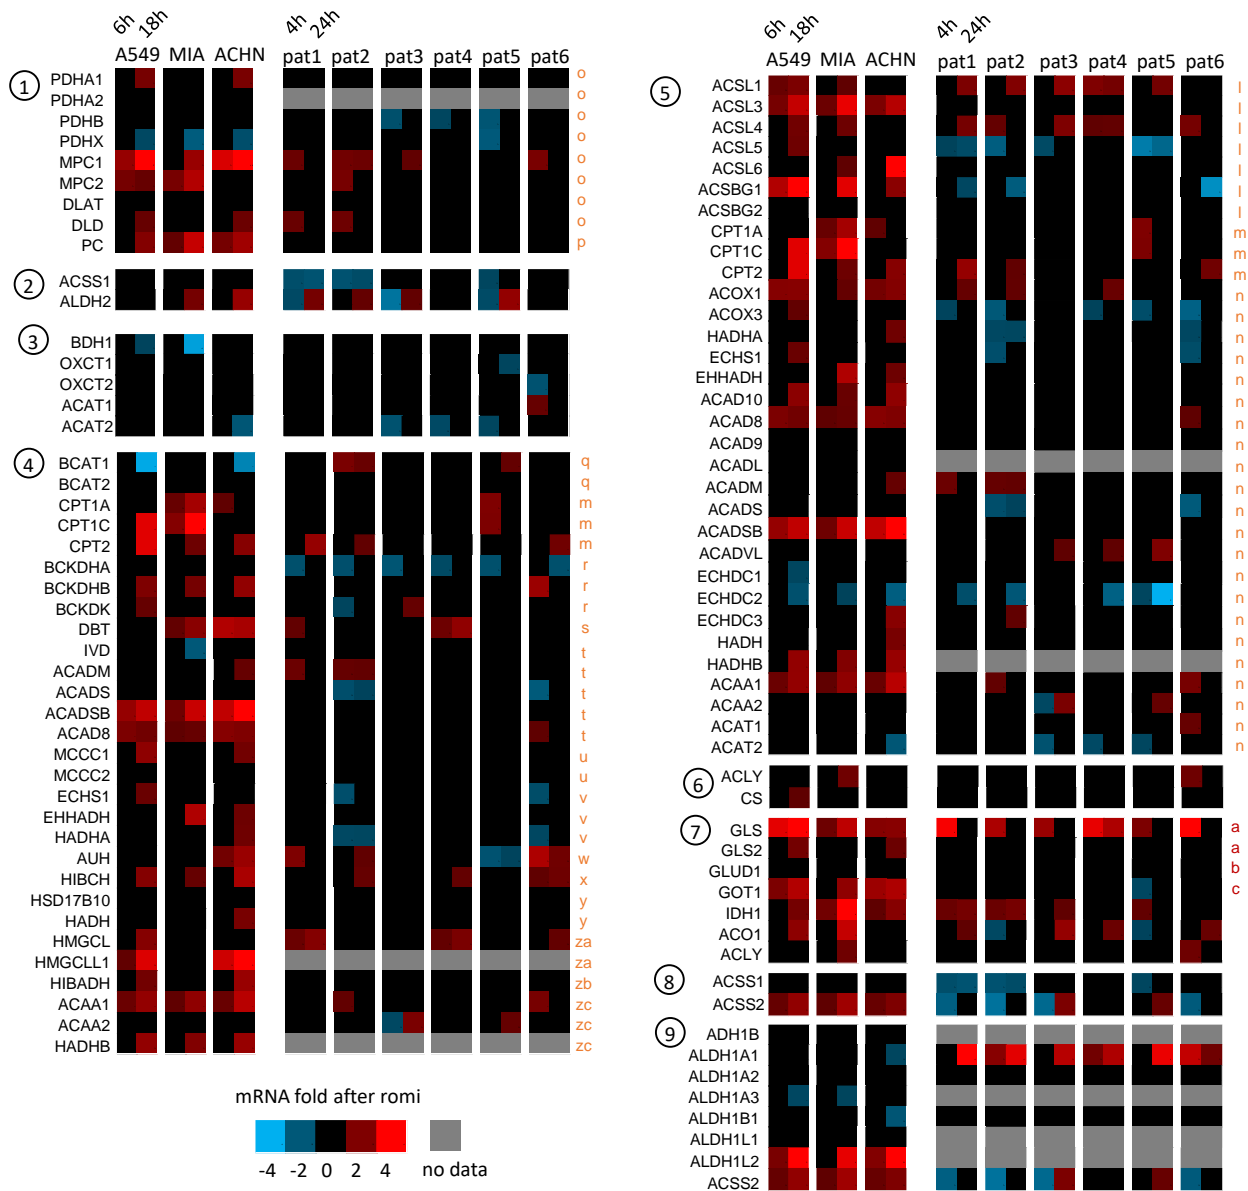 6h 18h 4h 24h
A549 MIA ACHN pat1 pat2 pat3 pat4 pat5 pat6
1
PDHA1 o
PDHA2 o
PDHB o
PDHX o
MPC1 o
MPC2 o
DLAT o
DLD o
PC p
2
ACSS1
ALDH2
3
BDH1
OXCT1
OXCT2
ACAT1
ACAT2
4
BCAT1 q
BCAT2 q
CPT1A m
CPT1C m
CPT2 m
BCKDHA r
BCKDHB r
BCKDK r
DBT s
IVD t
ACADM t
ACADS t
ACADSB t
ACAD8 t
MCCC1 u
MCCC2 u
ECHS1 v
EHHADH v
HADHA v
AUH w
HIBCH x
HSD17B10 y
HADH y
HMGCL za
HMGCLL1 za
HIBADH zb
ACAA1 zc
ACAA2 zc
HADHB zc
mRNA fold after romi
-4 -2 0 2 4 no data
6h 18h 4h 24h
A549 MIA ACHN pat1 pat2 pat3 pat4 pat5 pat6
5
ACSL1 l
ACSL3 l
ACSL4 l
ACSL5 l
ACSL6 l
ACSBG1 l
ACSBG2 l
CPT1A m
CPT1C m
CPT2 m
ACOX1 n
ACOX3 n
HADHA n
ECHS1 n
EHHADH n
ACAD10 n
ACAD8 n
ACAD9 n
ACADL n
ACADM n
ACADS n
ACADSB n
ACADVL n
ECHDC1 n
ECHDC2 n
ECHDC3 n
HADH n
HADHB n
ACAA1 n
ACAA2 n
ACAT1 n
ACAT2 n
6
ACLY
CS
7
GLS a
GLS2 a
GLUD1 b
GOT1 c
IDH1
ACO1
ACLY
8
ACSS1
ACSS2
9
ADH1B
ALDH1A1
ALDH1A2
ALDH1A3
ALDH1B1
ALDH1L1
ALDH1L2
ACSS2